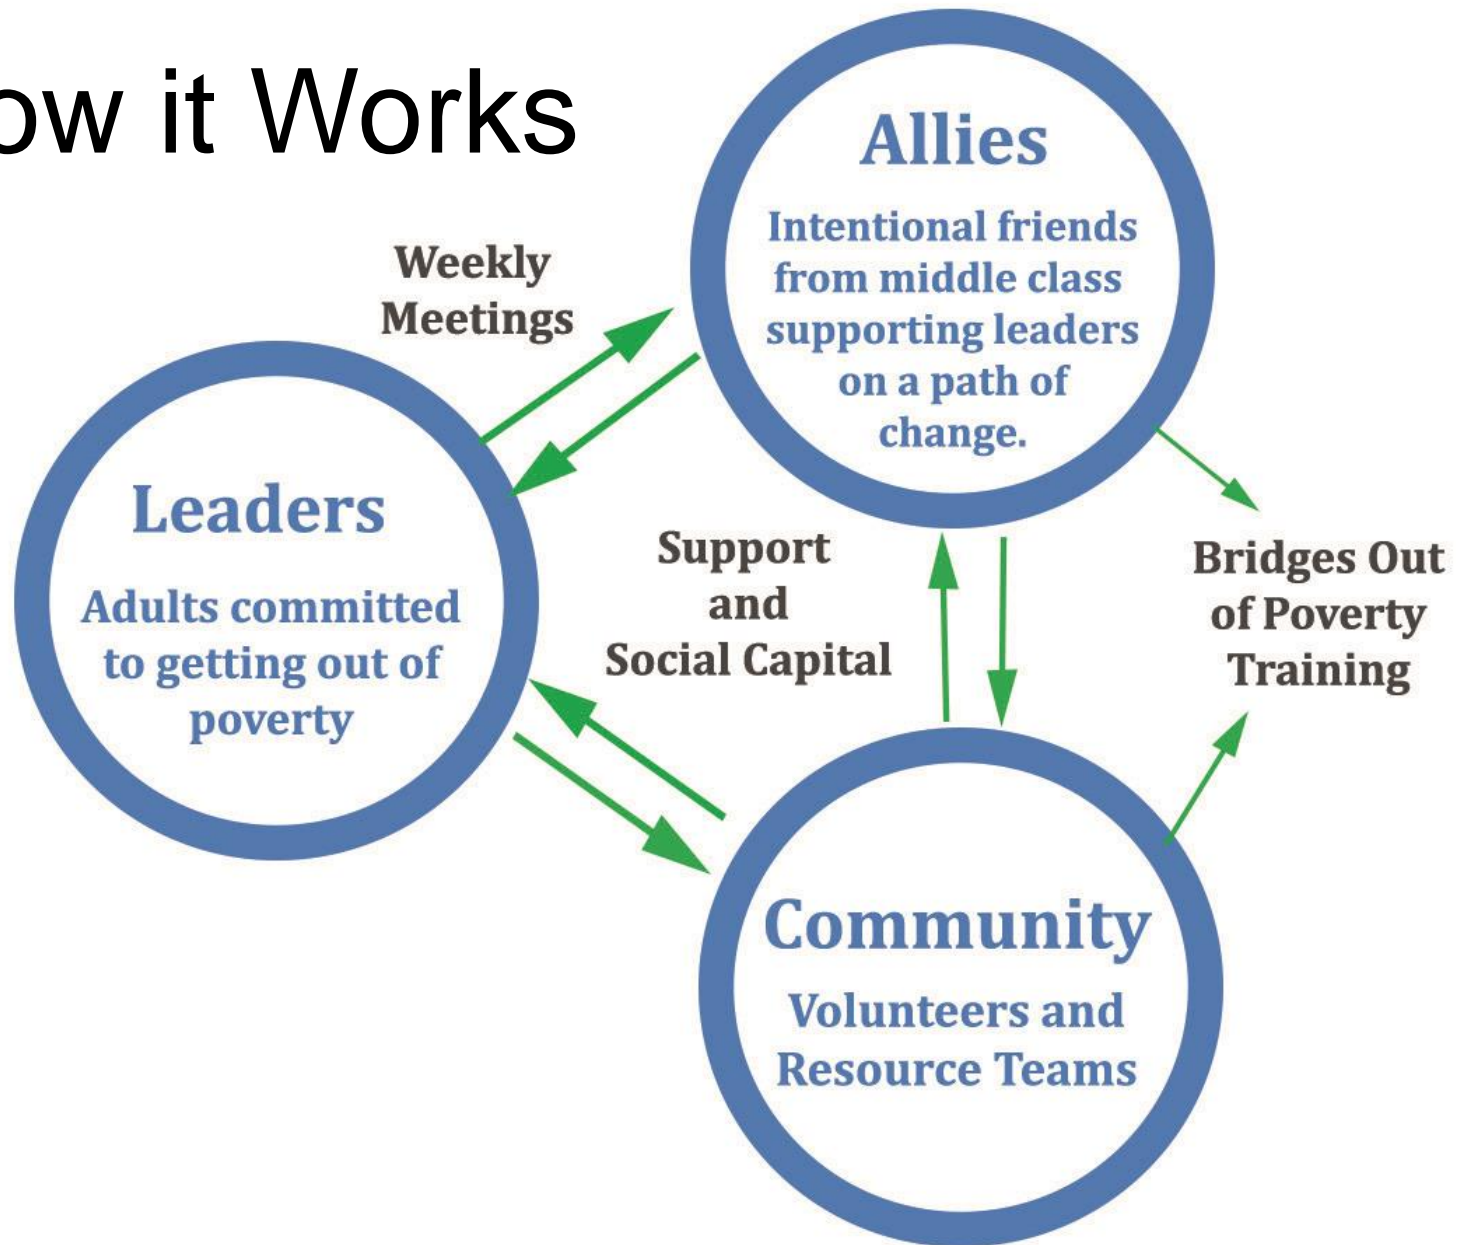 ow it Works
Allies
Intentional friends
from middle class
supporting leaders
on a path of
change.
Weekly
Meetings
Leaders
Adults committed
to getting out of
poverty
Support
and
Social Capital
Bridges Out
of Poverty
Training
Community
Volunteers and
Resource Teams